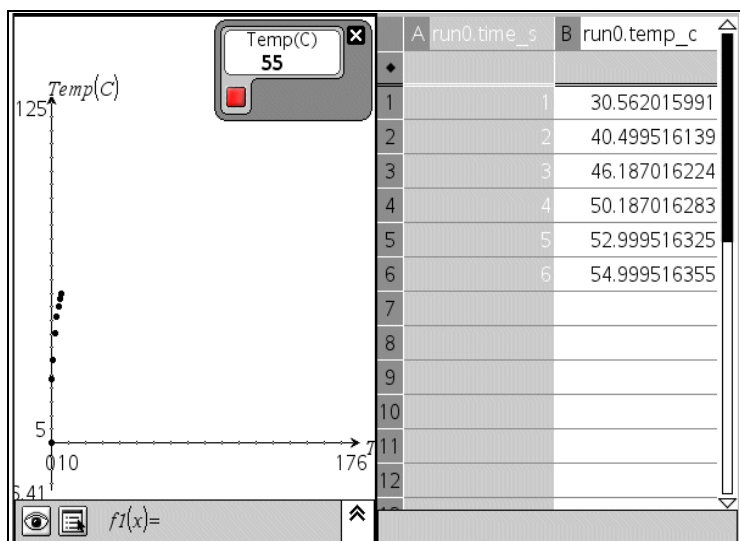 Temp(C)
55
Temp(C)
125
5
0 10
176
6.41
f1(x)=
A run0.time_s B run0.temp_c
1 1 30.562015991
2 2 40.499516139
3 3 46.187016224
4 4 50.187016283
5 5 52.999516325
6 6 54.999516355
7
8
9
10
11
12